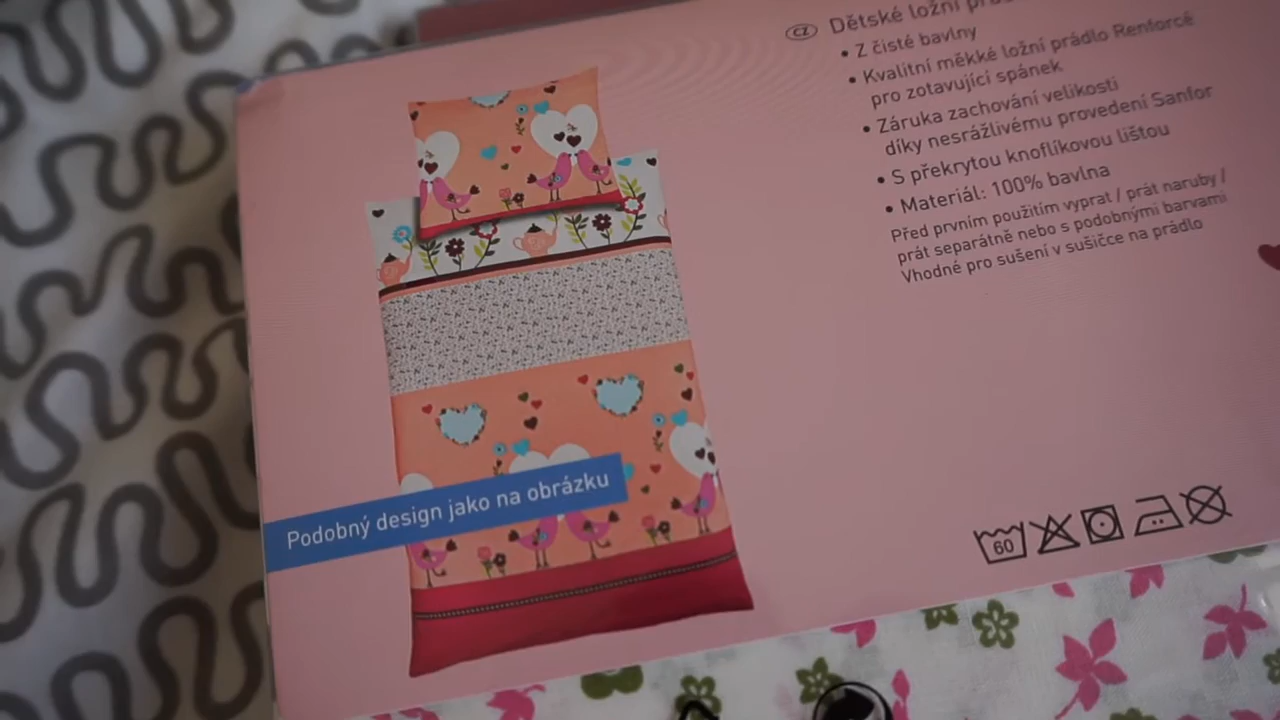 CZ Dětské ložní
• Z čisté bavlny
• Kvalitní měkké ložní prádlo Renforcé
pro zotavující spánek
• Záruka zachování velikosti
díky nesrážlivému provedení Sanfor
• S překrytou knoflíkovou lištou
• Materiál: 100% bavlna
Před prvním použitím vyprat / prát naruby /
prát separátně nebo s podobnými barvami
Vhodné pro sušení v sušičce na prádlo
Podobný design jako na obrázku
60